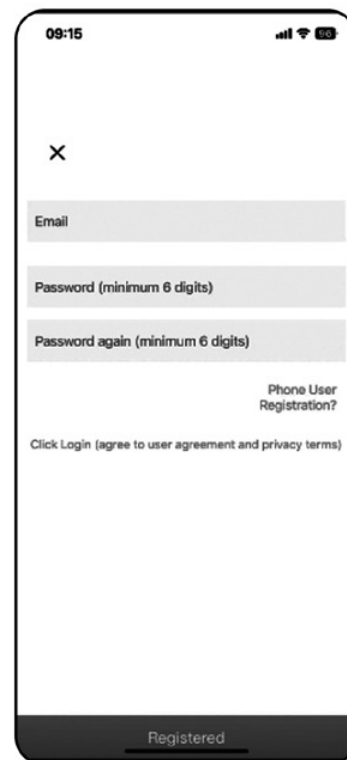 09:15
96
×
Email
Password (minimum 6 digits)
Password again (minimum 6 digits)
Phone User
Registration?
Click Login (agree to user agreement and privacy terms)
Registered